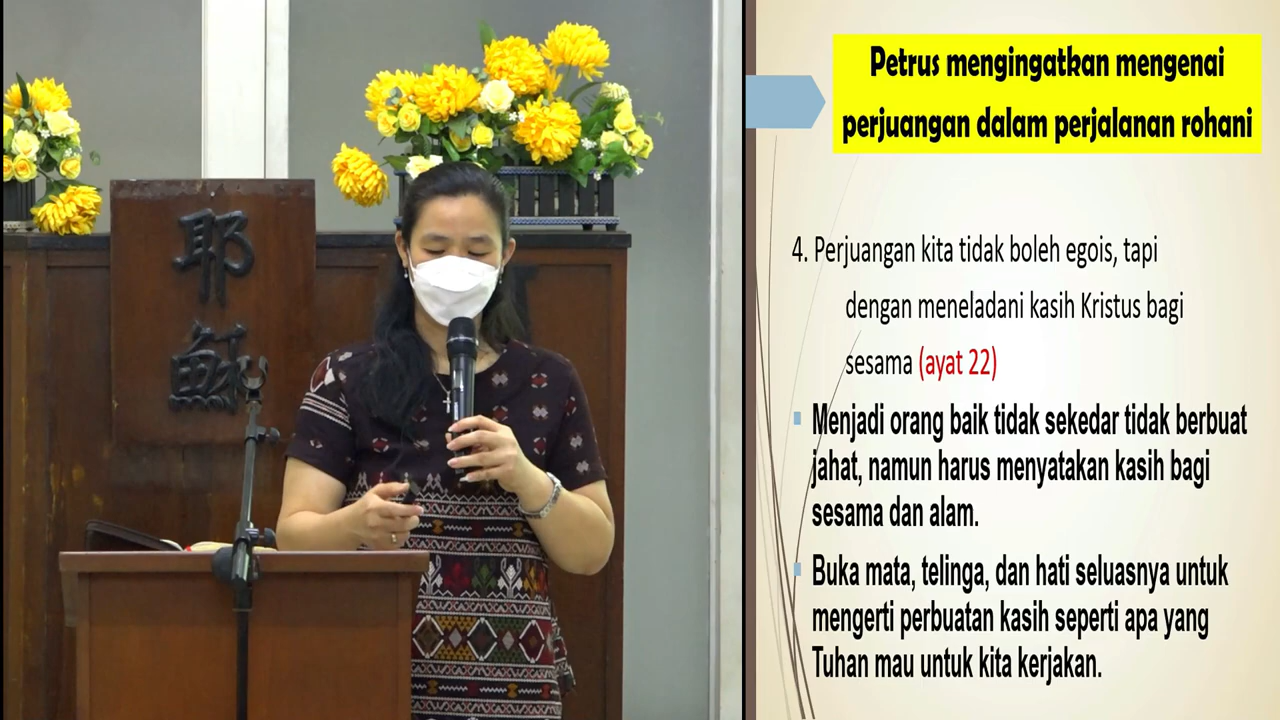 耶
穌
Petrus mengingatkan mengenai
perjuangan dalam perjalanan rohani
4. Perjuangan kita tidak boleh egois, tapi
dengan meneladani kasih Kristus bagi
sesama (ayat 22)
Menjadi orang baik tidak sekedar tidak berbuat
jahat, namun harus menyatakan kasih bagi
sesama dan alam.
Buka mata, telinga, dan hati seluasnya untuk
mengerti perbuatan kasih seperti apa yang
Tuhan mau untuk kita kerjakan.